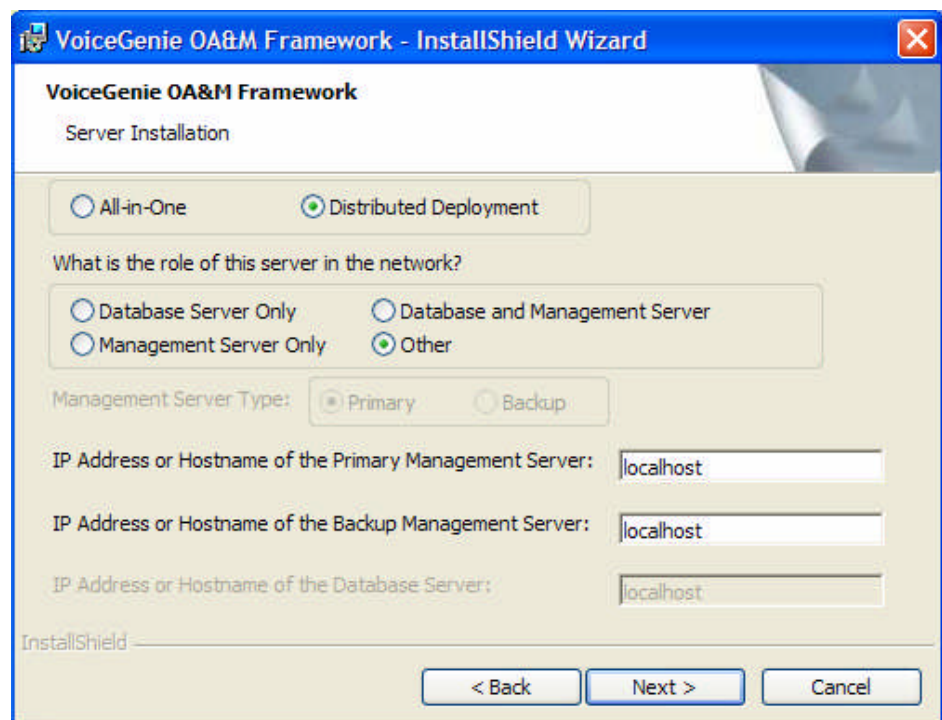 VoiceGenie OA&M Framework - InstallShield Wizard
VoiceGenie OA&M Framework
Server Installation
All-in-One Distributed Deployment
What is the role of this server in the network?
Database Server Only Database and Management Server
Management Server Only Other
Management Server Type: Primary Backup
IP Address or Hostname of the Primary Management Server: localhost
IP Address or Hostname of the Backup Management Server: localhost
IP Address or Hostname of the Database Server: localhost
InstallShield
< Back Next > Cancel